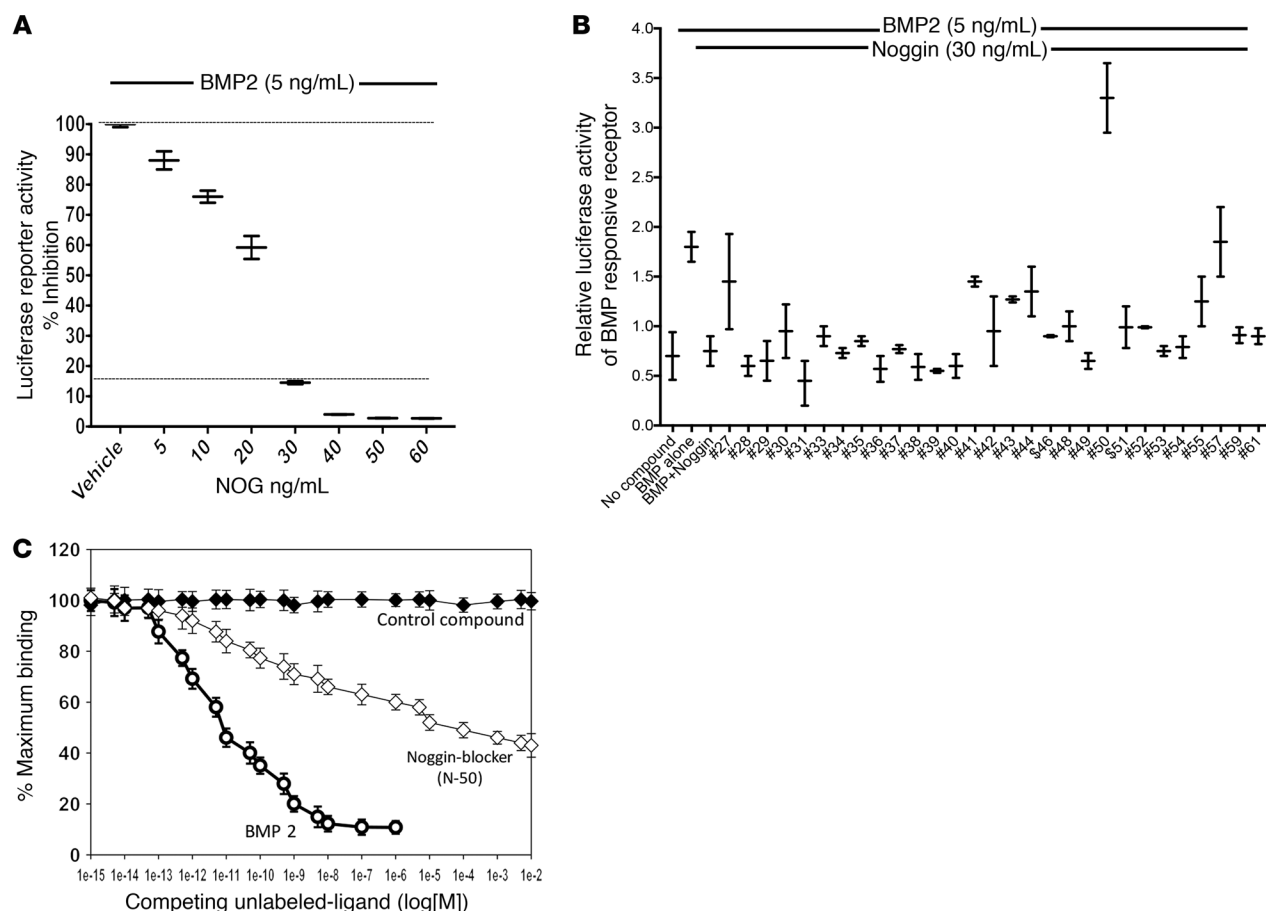 A
BMP2 (5 ng/mL)
Luciferase reporter activity
% Inhibition
100
90
80
70
60
50
40
30
20
10
0
Vehicle
5
10
20
30
40
50
60
NOG ng/mL
B
BMP2 (5 ng/mL)
Noggin (30 ng/mL)
Relative luciferase activity
of BMP responsive receptor
4.0
3.5
3.0
2.5
2.0
1.5
1.0
0.5
0.0
No compound
BMP alone
BMP+Noggin
#27
#28
#29
#30
#31
#33
#34
#35
#36
#37
#38
#39
#40
#41
#42
#43
#44
$46
#48
#49
#50
$51
#52
#53
#54
#55
#57
#59
#61
C
% Maximum binding
120
100
80
60
40
20
0
Control compound
Noggin-blocker
(N-50)
BMP 2
1e-15
1e-14
1e-13
1e-12
1e-11
1e-10
1e-9
1e-8
1e-7
1e-6
1e-5
1e-4
1e-3
1e-2
Competing unlabeled-ligand (log[M])